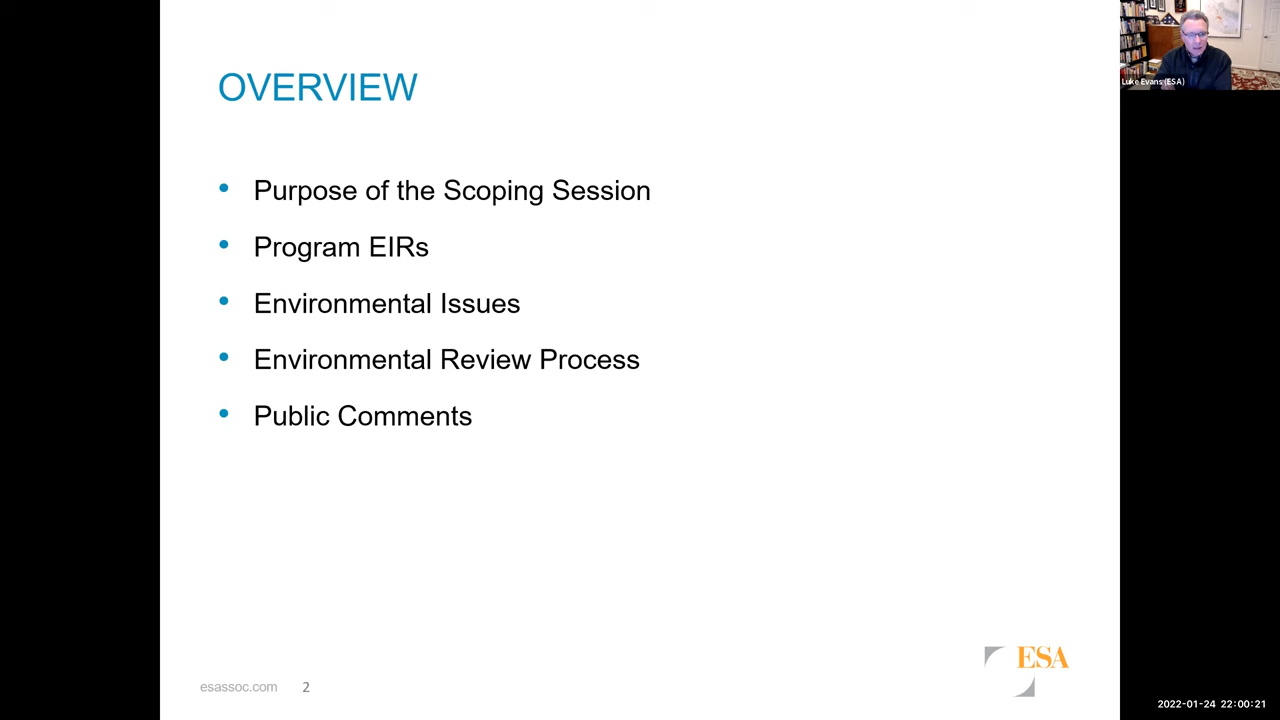 OVERVIEW
• Purpose of the Scoping Session
• Program EIRs
• Environmental Issues
• Environmental Review Process
• Public Comments
esassoc.com 2
ESA
Luke Evans (ESA)
2022-01-24 22:00:21